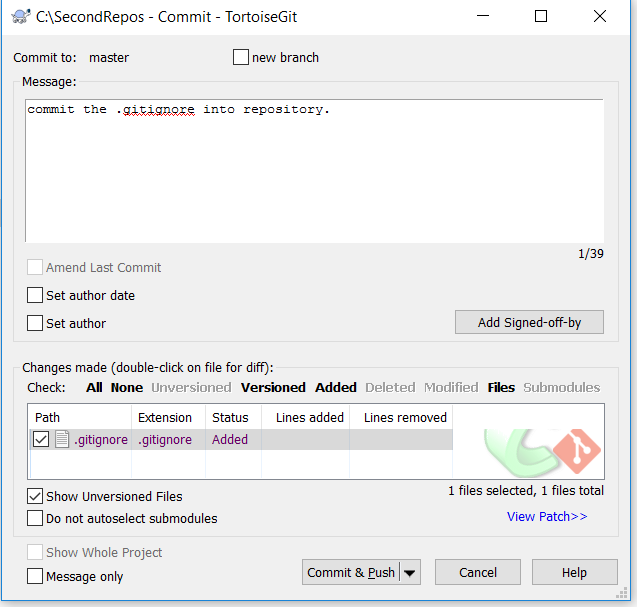 C:\SecondRepos - Commit - TortoiseGit
Commit to: master new branch
Message:
commit the .gitignore into repository.
1/39
Amend Last Commit
Set author date
Set author
Add Signed-off-by
Changes made (double-click on file for diff):
Check: All None Unversioned Versioned Added Deleted Modified Files Submodules
Path Extension Status Lines added Lines removed
.gitignore .gitignore Added
Show Unversioned Files
1 files selected, 1 files total
Do not autoselect submodules
View Patch>>
Show Whole Project
Message only
Commit & Push Cancel Help